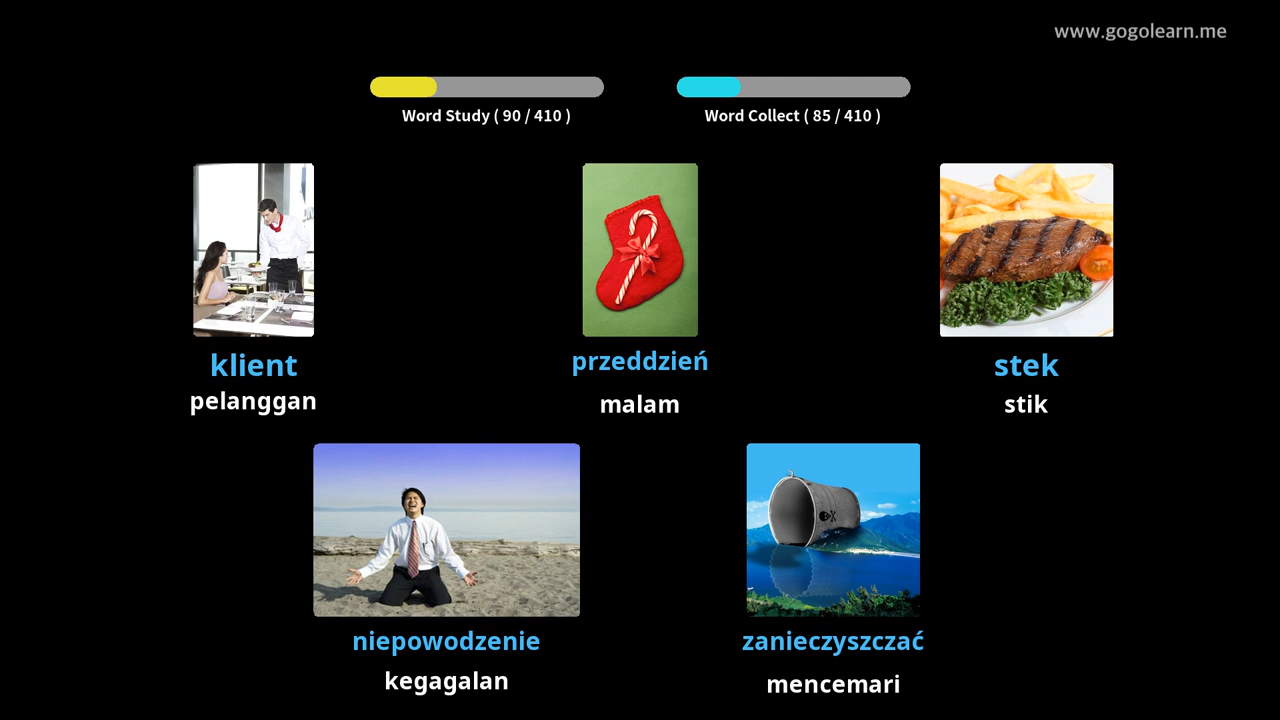 www.gogolearn.me
Word Study ( 90 / 410 )
Word Collect ( 85 / 410 )
klient
pelanggan
przeddzień
malam
stek
stik
niepowodzenie
kegagalan
zanieczyszczać
mencemari